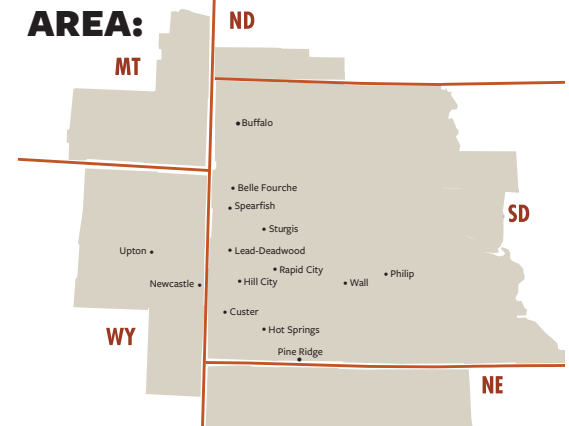 AREA:
ND
MT
Buffalo
Belle Fourche
Spearfish
SD
Sturgis
Upton
Lead-Deadwood
Rapid City
Philip
Newcastle
Hill City
Wall
Custer
Hot Springs
WY
Pine Ridge
NE